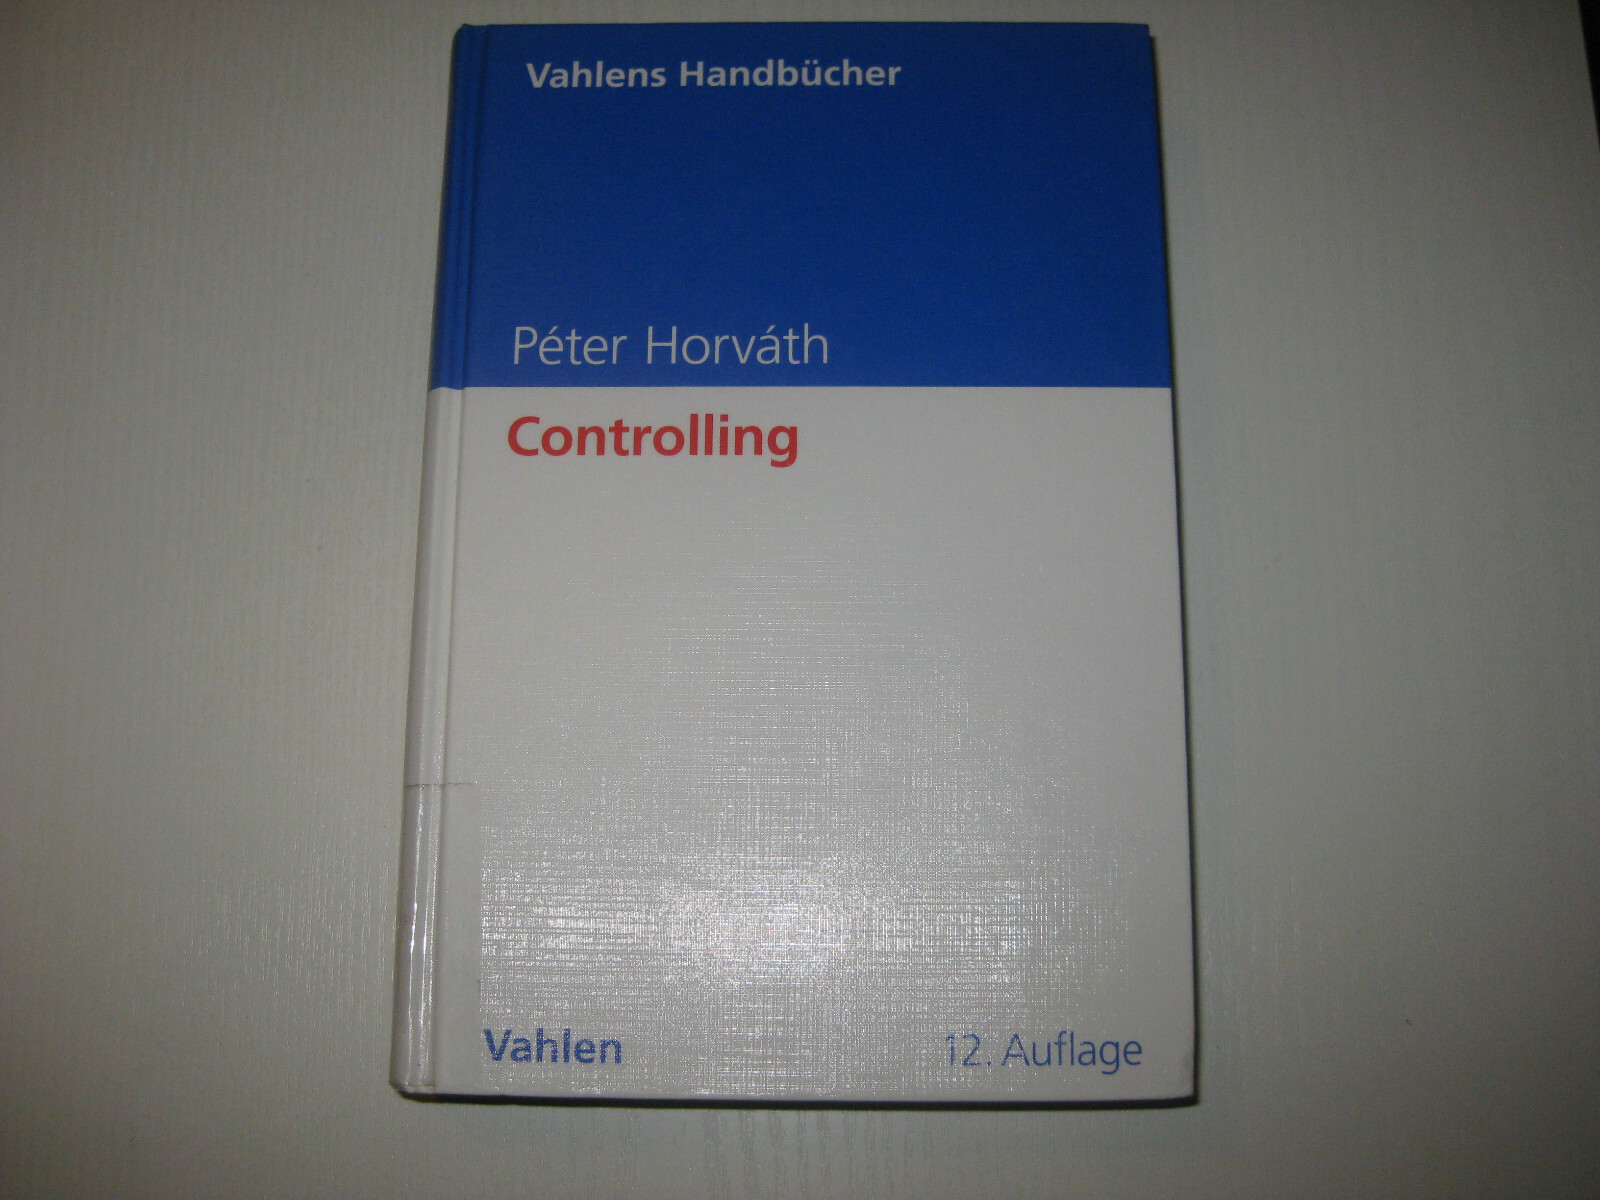 Vahlens Handbücher
Péter Horváth
Controlling
Vahlen
12. Auflage